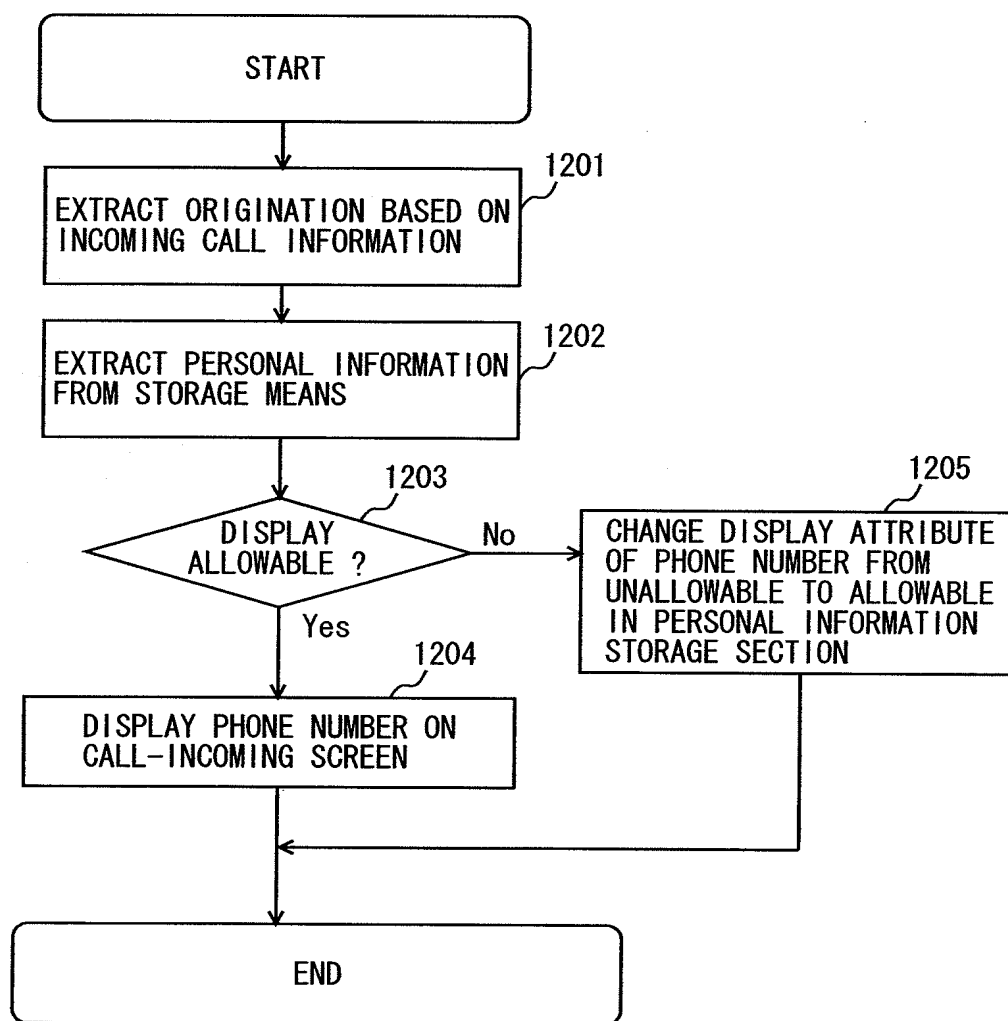 START
1201
EXTRACT ORIGINATION BASED ON
INCOMING CALL INFORMATION
1202
EXTRACT PERSONAL INFORMATION
FROM STORAGE MEANS
1203
DISPLAY
ALLOWABLE ?
No
Yes
1205
CHANGE DISPLAY ATTRIBUTE
OF PHONE NUMBER FROM
UNALLOWABLE TO ALLOWABLE
IN PERSONAL INFORMATION
STORAGE SECTION
1204
DISPLAY PHONE NUMBER ON
CALL-INCOMING SCREEN
END